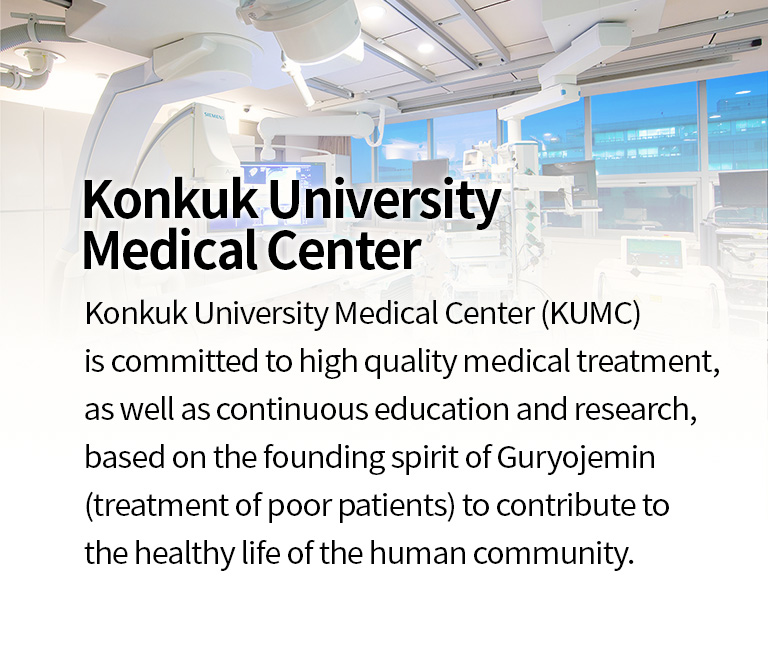 SIEMENS
Konkuk University
Medical Center
Konkuk University Medical Center (KUMC)
is committed to high quality medical treatment,
as well as continuous education and research,
based on the founding spirit of Guryojemin
(treatment of poor patients) to contribute to
the healthy life of the human community.